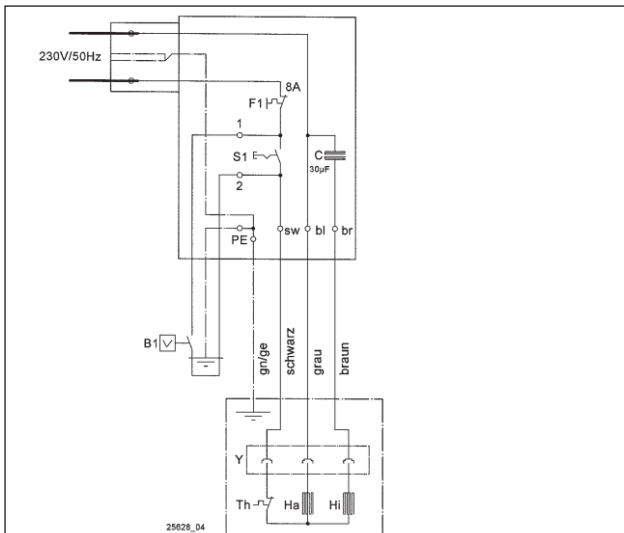 230V/50Hz
8A
F1
1
S1
C
30µF
2
PE
sw
bl
br
B1
gn/ge
schwarz
grau
braun
Y
Th
Ha
Hi
25628_04